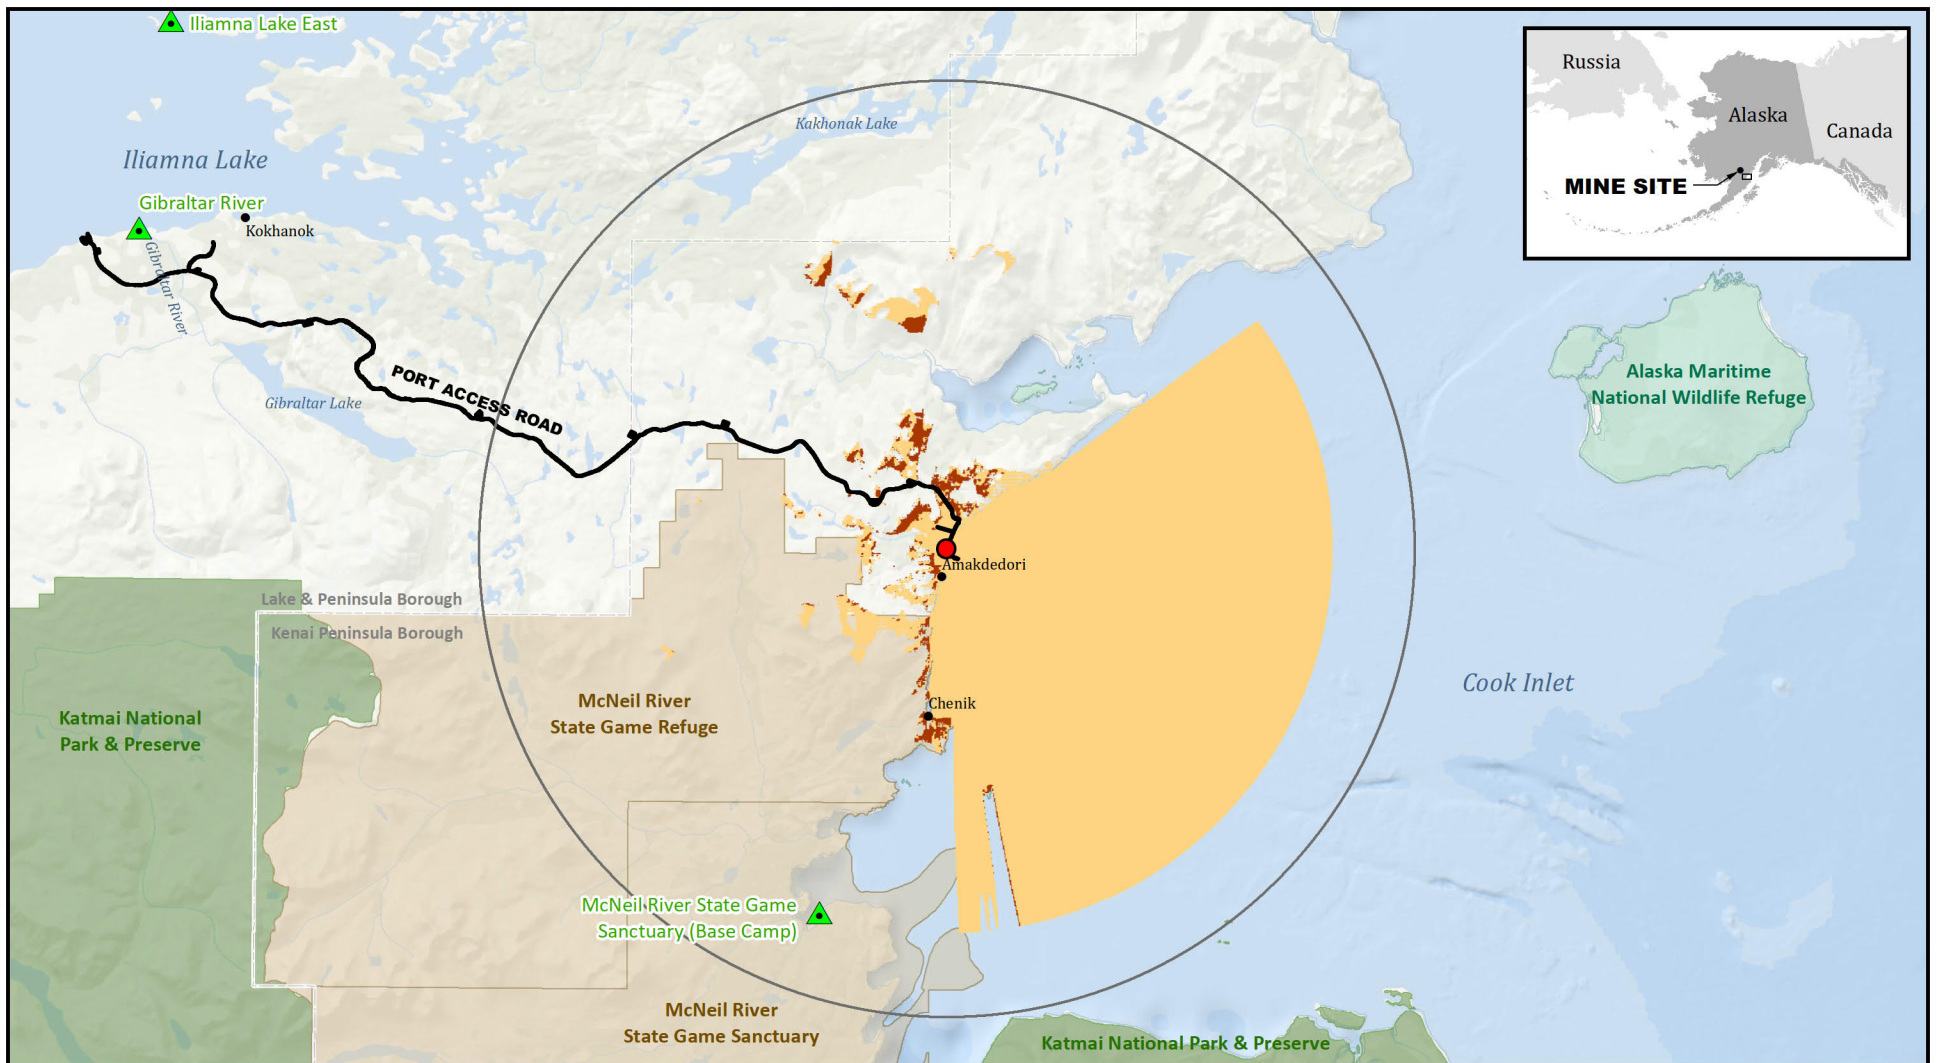 Iliamna Lake East
Russia
Alaska
Canada
MINE SITE
Kakhonak Lake
Iliamna Lake
Gibraltar River
Kokhanok
Gibraltar River
PORT ACCESS ROAD
Gibraltar Lake
Alaska Maritime
National Wildlife Refuge
Amakdedori
Lake & Peninsula Borough
Kenai Peninsula Borough
Cook Inlet
McNeil River
State Game Refuge
Chenik
Katmai National
Park & Preserve
McNeil River State Game
Sanctuary (Base Camp)
McNeil River
State Game Sanctuary
Katmai National Park & Preserve